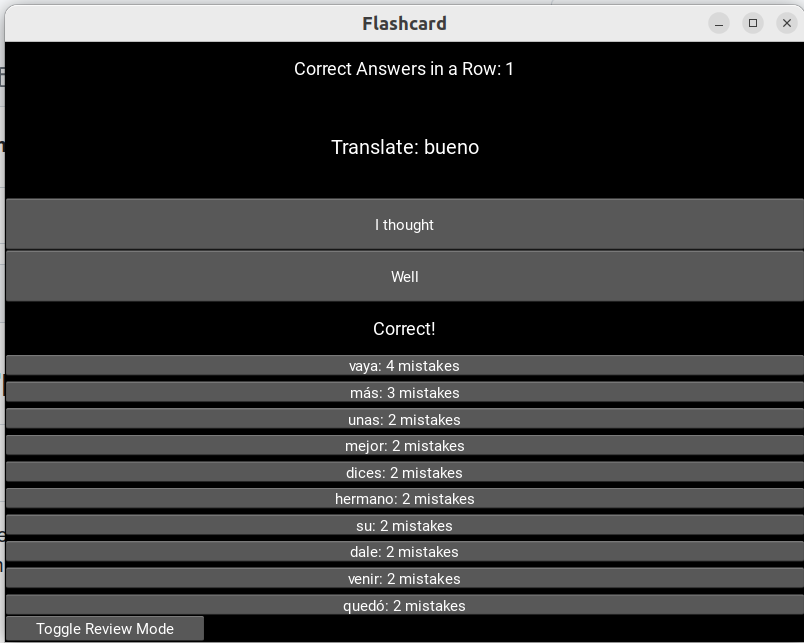 Flashcard
Correct Answers in a Row: 1
Translate: bueno
I thought
Well
Correct!
vaya: 4 mistakes
más: 3 mistakes
unas: 2 mistakes
mejor: 2 mistakes
dices: 2 mistakes
hermano: 2 mistakes
su: 2 mistakes
dale: 2 mistakes
venir: 2 mistakes
quedó: 2 mistakes
Toggle Review Mode